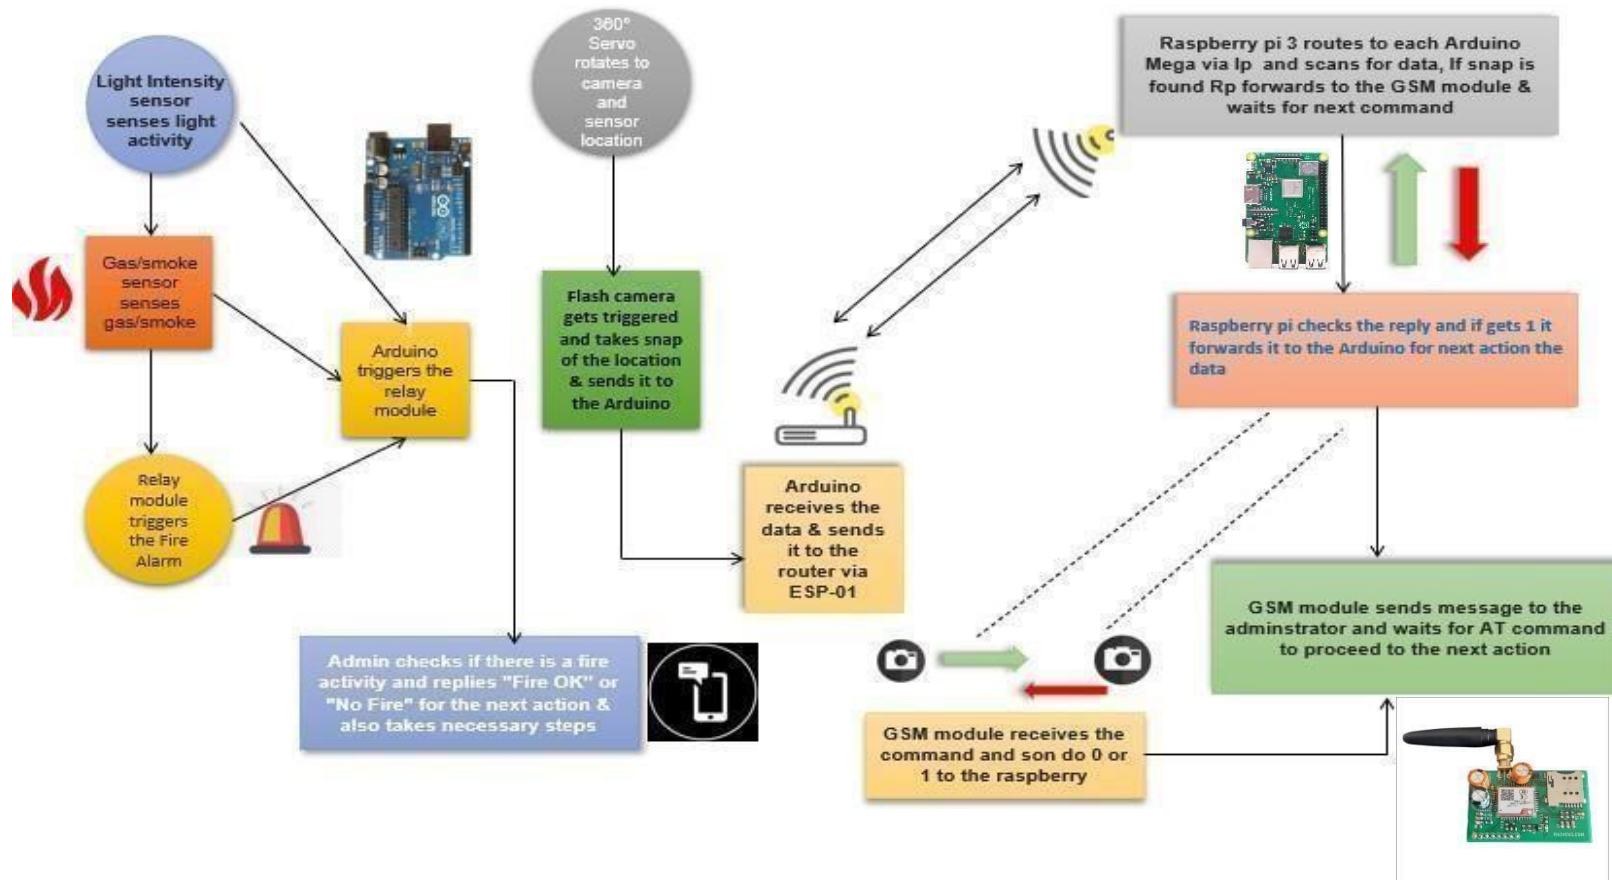 Light Intensity
sensor
senses light
activity
Gas/smoke
sensor
senses
gas/smoke
Relay
module
triggers
the Fire
Alarm
Arduino
triggers the
relay
module
Admin checks if there is a fire
activity and replies "Fire OK" or
"No Fire" for the next action &
also takes necessary steps
360°
Servo
rotates to
camera
and
sensor
location
Flash camera
gets triggered
and takes snap
of the location
& sends it to
the Arduino
Arduino
receives the
data & sends
it to the
router via
ESP-01
Raspberry pi 3 routes to each Arduino
Mega via Ip and scans for data, If snap is
found Rp forwards to the GSM module &
waits for next command
Raspberry pi checks the reply and if gets 1 it
forwards it to the Arduino for next action the
data
GSM module sends message to the
adminstrator and waits for AT command
to proceed to the next action
GSM module receives the
command and son do 0 or
1 to the raspberry